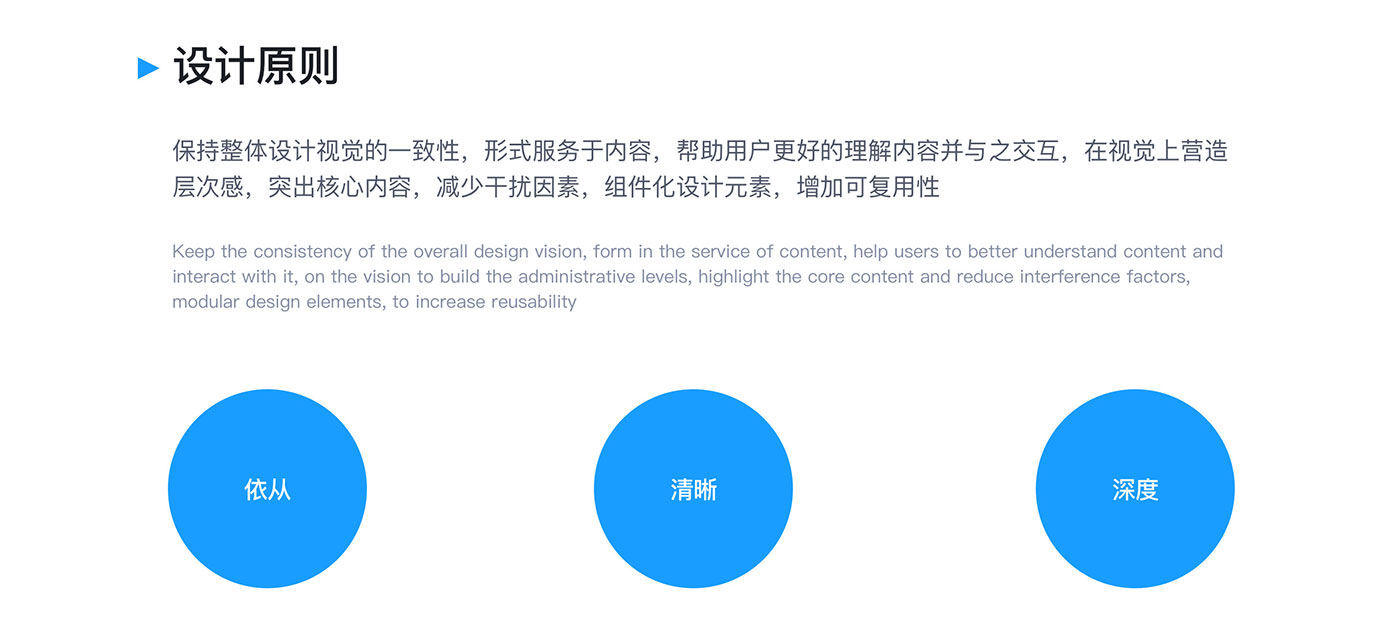 设计原则
保持整体设计视觉的一致性，形式服务于内容，帮助用户更好的理解内容并与之交互，在视觉上营造
层次感，突出核心内容，减少干扰因素，组件化设计元素，增加可复用性
Keep the consistency of the overall design vision, form in the service of content, help users to better understand content and
interact with it, on the vision to build the administrative levels, highlight the core content and reduce interference factors,
modular design elements, to increase reusability
依从
清晰
深度